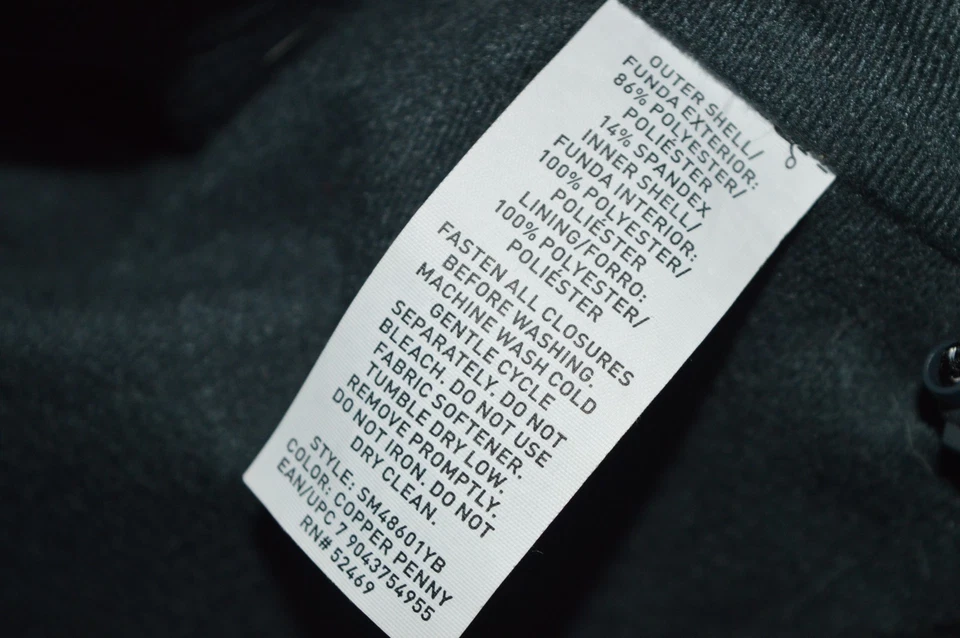 OUTER SHELL/
FUNDA EXTERIOR:
86% POLYESTER/
POLIÉSTER
14% SPANDEX
INNER SHELL/
FUNDA INTERIOR:
100% POLYESTER/
POLIÉSTER
LINING/FORRO:
100% POLYESTER/
POLIÉSTER
FASTEN ALL CLOSURES
BEFORE WASHING.
MACHINE WASH COLD
GENTLE CYCLE
SEPARATELY. DO NOT
BLEACH. DO NOT USE
FABRIC SOFTENER.
TUMBLE DRY LOW.
REMOVE PROMPTLY.
DO NOT IRON. DO NOT
DRY CLEAN.
STYLE: SM48601YB
COLOR: COPPER PENNY
EAN/UPC 7 9043754955
RN# 52469